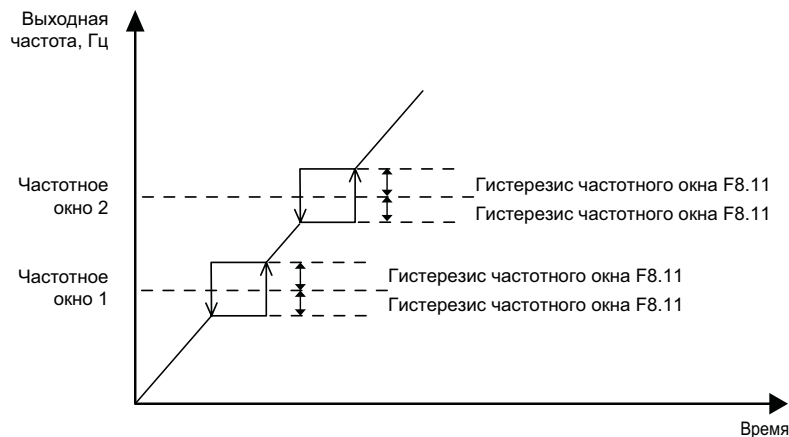 Выходная
частота, Гц
Частотное
окно 2
Гистерезис частотного окна F8.11
Гистерезис частотного окна F8.11
Частотное
окно 1
Гистерезис частотного окна F8.11
Гистерезис частотного окна F8.11
Время